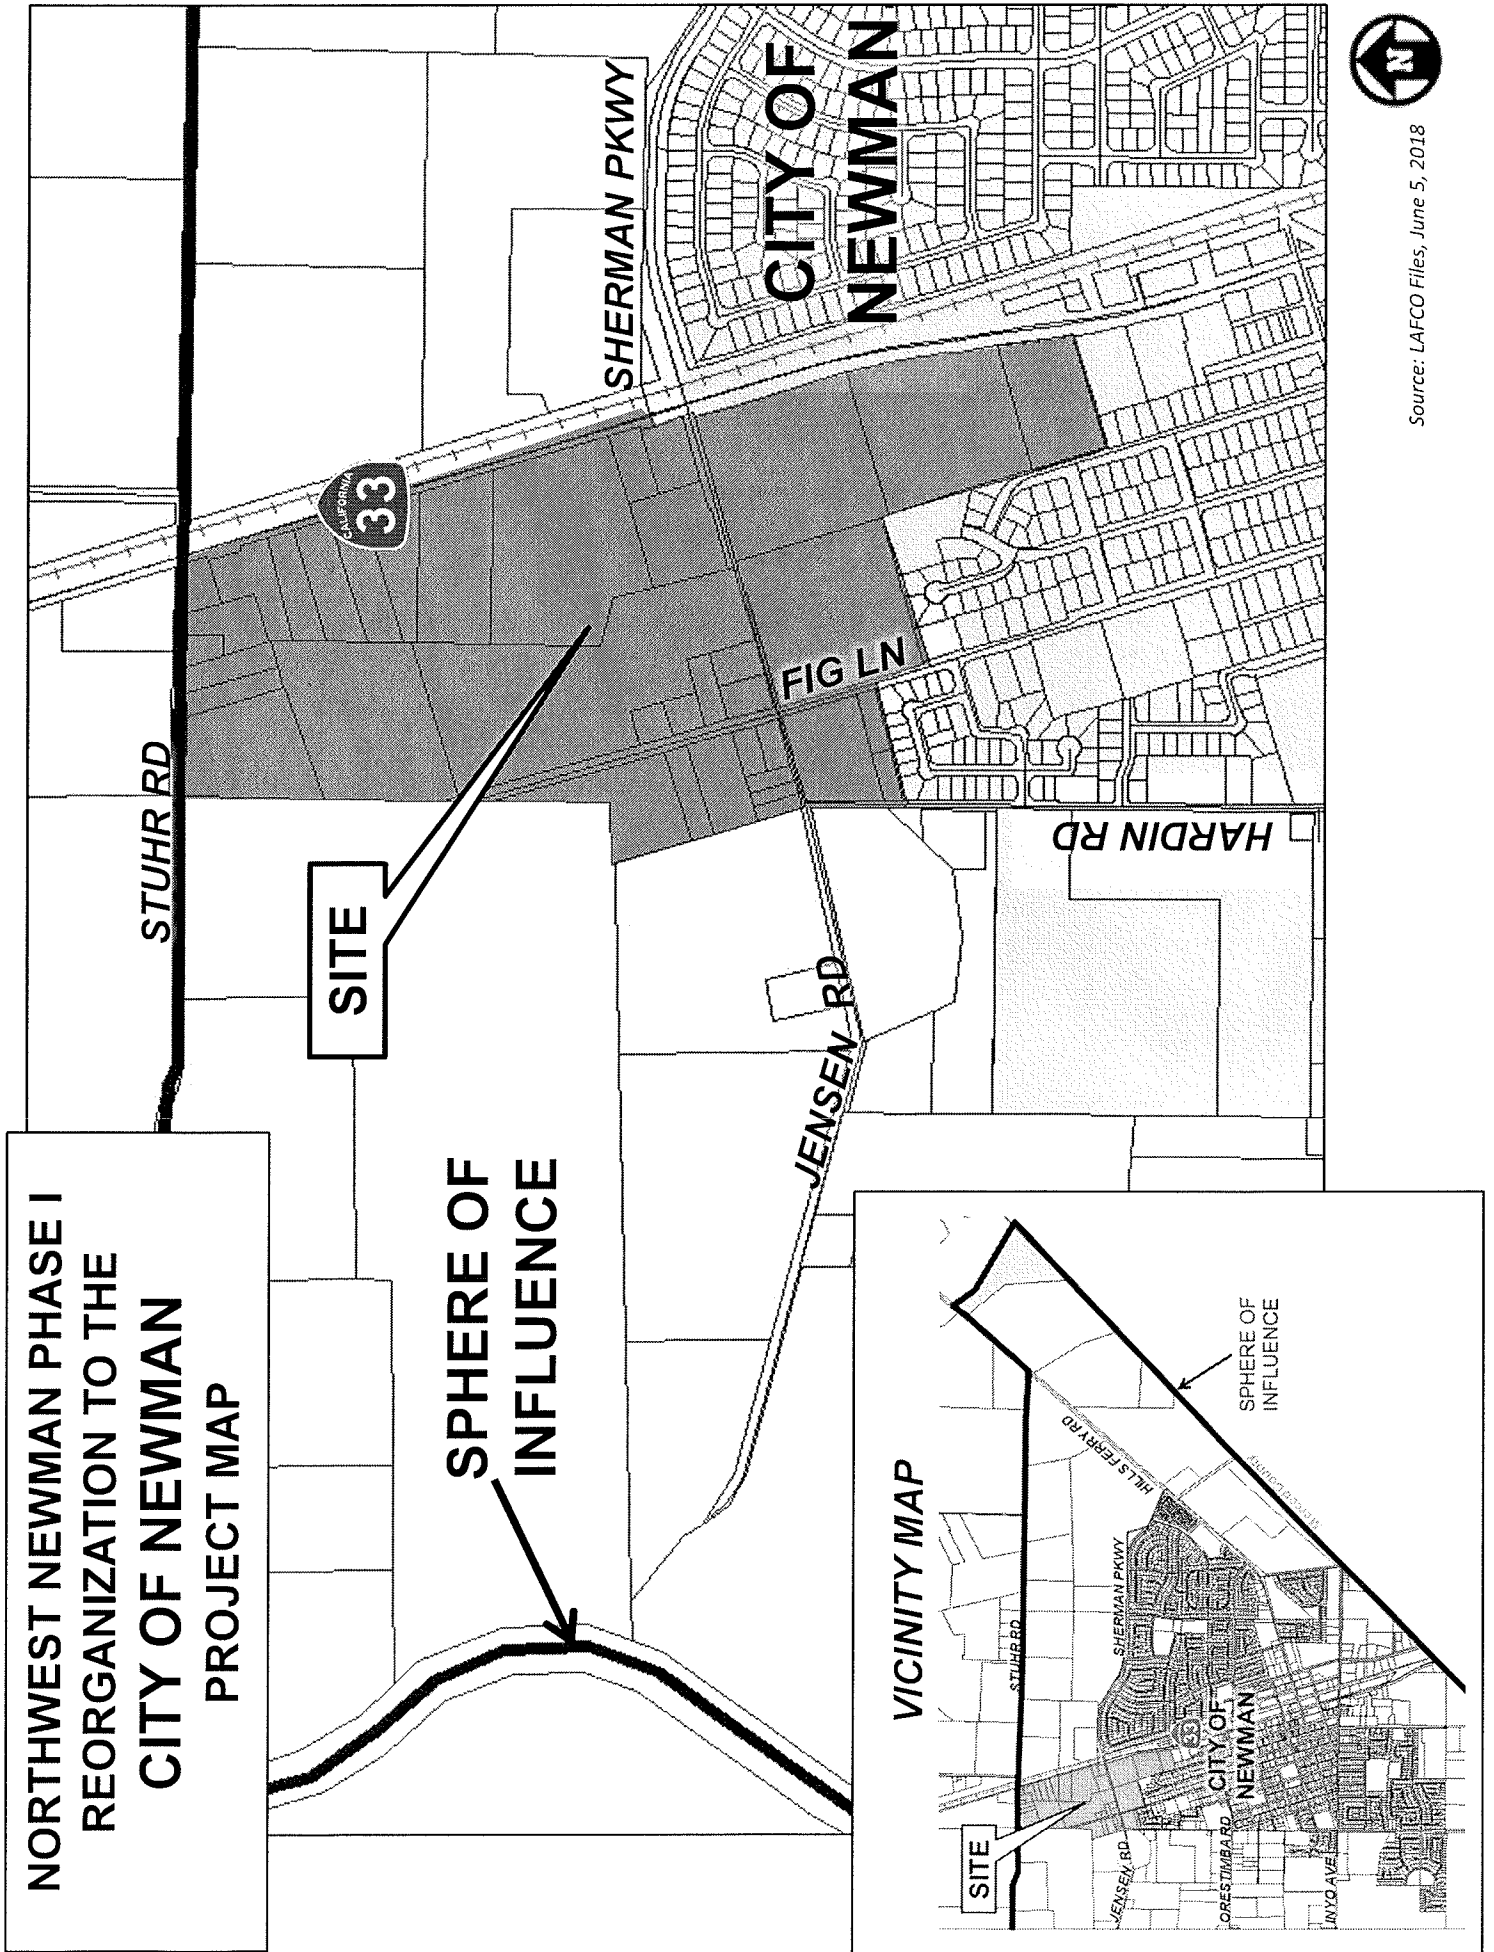 NORTHWEST NEWMAN PHASE I
REORGANIZATION TO THE
CITY OF NEWMAN
PROJECT MAP
STUHR RD
CALIFORNIA
33
SHERMAN PKWY
CITY OF
NEWMAN
SITE
SPHERE OF
INFLUENCE
FIG LN
JENSEN RD
HARDIN RD
VICINITY MAP
SITE
STUHR RD
SHERMAN PKWY
HILLS FERRY RD
33
CITY OF
NEWMAN
JENSEN RD
ORESTIMBA RD
INYO AVE
SPHERE OF
INFLUENCE
N
Source: LAFCO Files, June 5, 2018